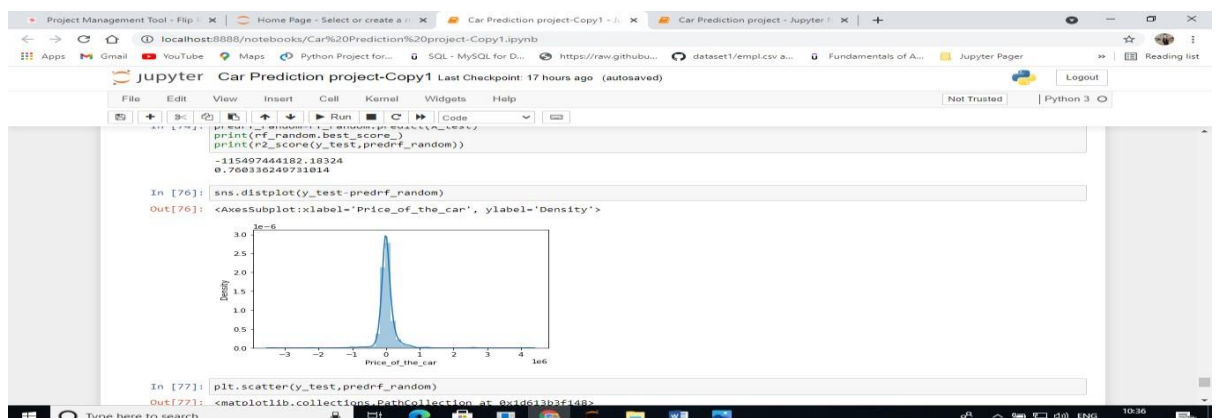 Project Management Tool - Flip
Home Page - Select or create a n
Car Prediction project-Copy1 - J
Car Prediction project - Jupyter
localhost:8888/notebooks/Car%20Prediction%20project-Copy1.ipynb
Apps Gmail YouTube Maps Python Project for... SQL - MySQL for D... https://raw.githubu... dataset1/empl.csv a... Fundamentals of A... Jupyter Pager » Reading list
jupyter Car Prediction project-Copy1 Last Checkpoint: 17 hours ago (autosaved) Logout
File Edit View Insert Cell Kernel Widgets Help Not Trusted Python 3
Run Code
In [74]: predrf_random=rf_random.predict(x_test)
print(rf_random.best_score_)
print(r2_score(y_test,predrf_random))
-115497444182.18324
0.760336249731014
In [76]: sns.distplot(y_test-predrf_random)
Out[76]: <AxesSubplot:xlabel='Price_of_the_car', ylabel='Density'>
1e-6
3.0
2.5
2.0
1.5
1.0
0.5
0.0
Density
−3 −2 −1 0 1 2 3 4
Price_of_the_car 1e6
In [77]: plt.scatter(y_test,predrf_random)
Out[77]: <matplotlib.collections.PathCollection at 0x1d613b3f148>
Type here to search ENG 10:36